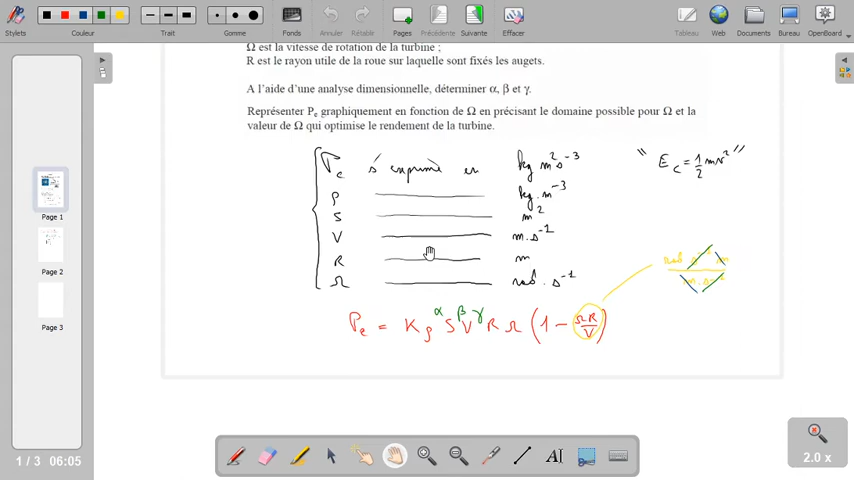 Stylets
Couleur
Ligne
Gomme
Fonds
Annuler
Rétablir
Pages
Précédente
Suivante
Effacer
Tableau
Web
Documents
Bureau
OpenBoard
Ω est la vitesse de rotation de la turbine ;
R est le rayon utile de la roue sur laquelle sont fixés les augets.
A l'aide d'une analyse dimensionnelle, déterminer α, β et γ.
Représenter Pe graphiquement en fonction de Ω en précisant le domaine possible pour Ω et la
valeur de Ω qui optimise le rendement de la turbine.
Pe s'exprime en kg m² s⁻³
"Ec = 1/2 mv²"
ρ kg.m⁻³
S m²
V m.s⁻¹
R m
Ω rad.s⁻¹
rad s⁻¹ m / m.s⁻¹
Pe = K ρ^α S^β V^γ R Ω (1 − ΩR/V)
Page 1
Page 2
Page 3
1 / 3 06:05
2.0 x